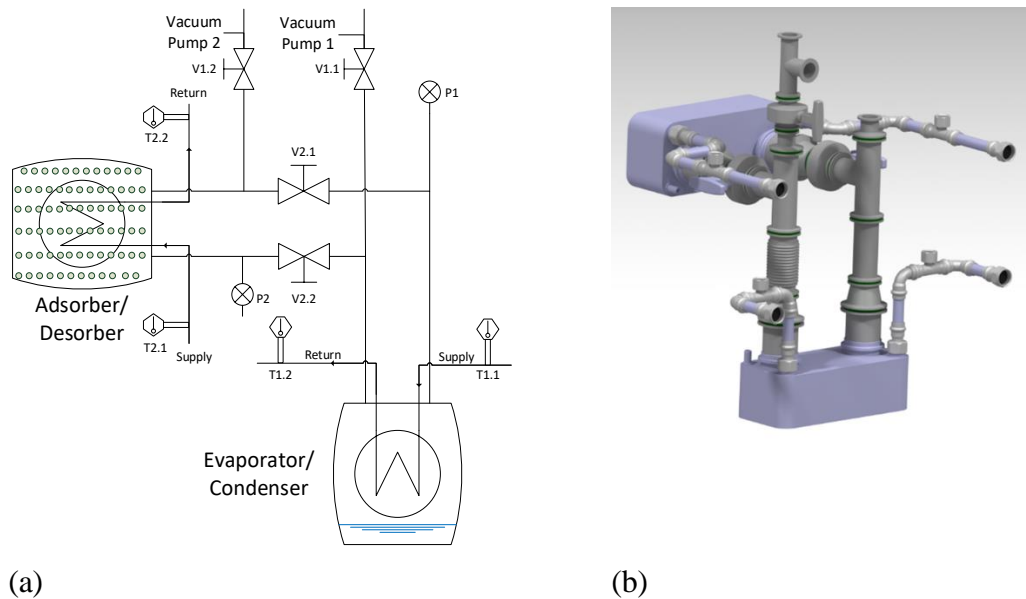 Vacuum
Pump 2
Vacuum
Pump 1
V1.2
V1.1
Return
P1
T2.2
V2.1
V2.2
P2
Adsorber/
Desorber
T2.1
Supply
Return
Supply
T1.2
T1.1
Evaporator/
Condenser
(a)
(b)